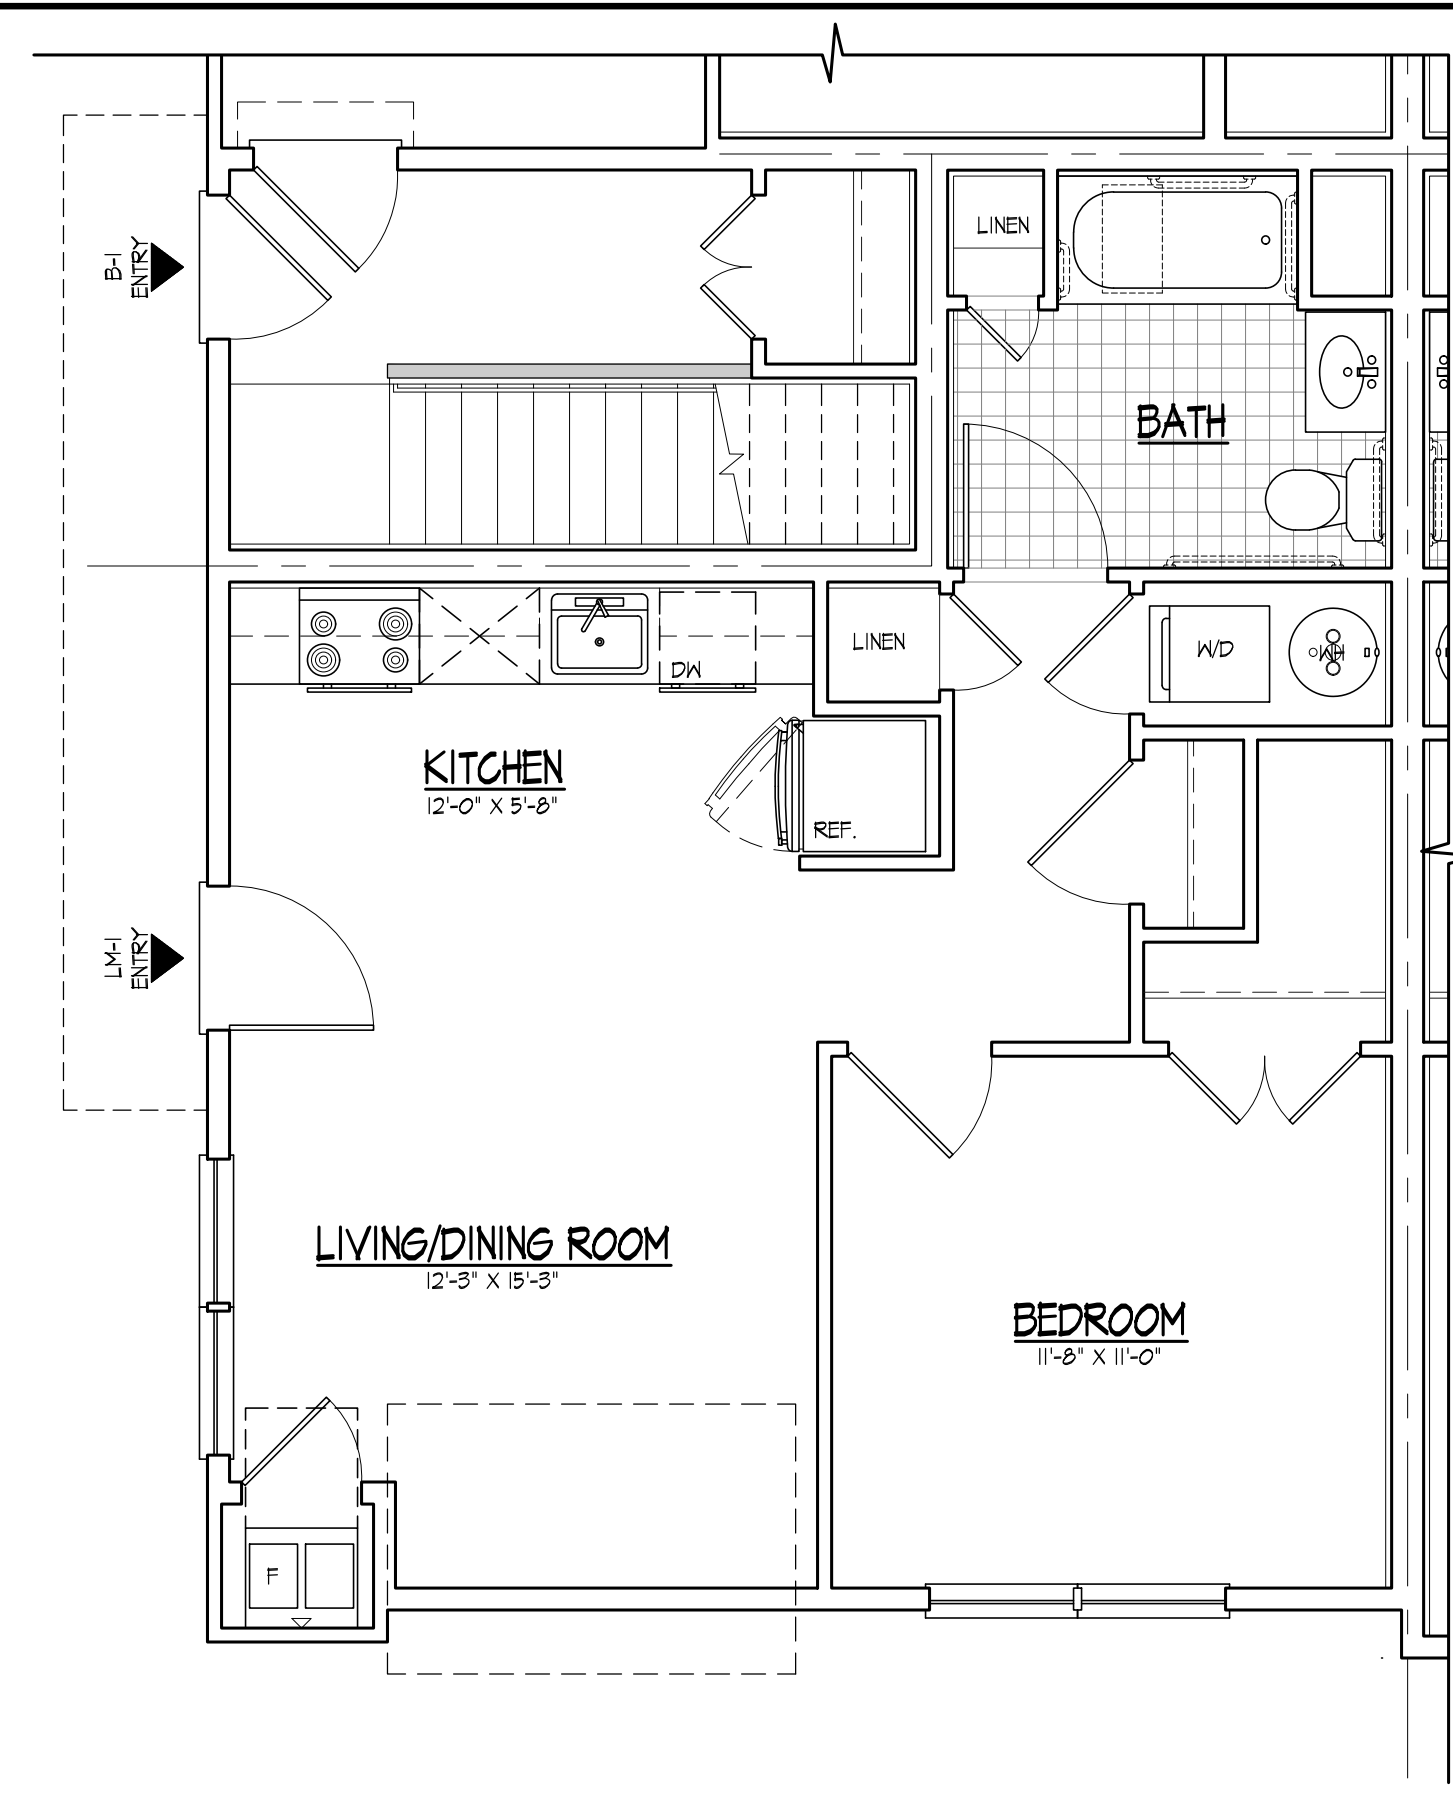 B-1
ENTRY
LINEN
BATH
LINEN
W/D
WH
DW
KITCHEN
12'-0" X 5'-8"
REF.
LM-1
ENTRY
LIVING/DINING ROOM
12'-3" X 15'-3"
BEDROOM
11'-8" X 11'-0"
F